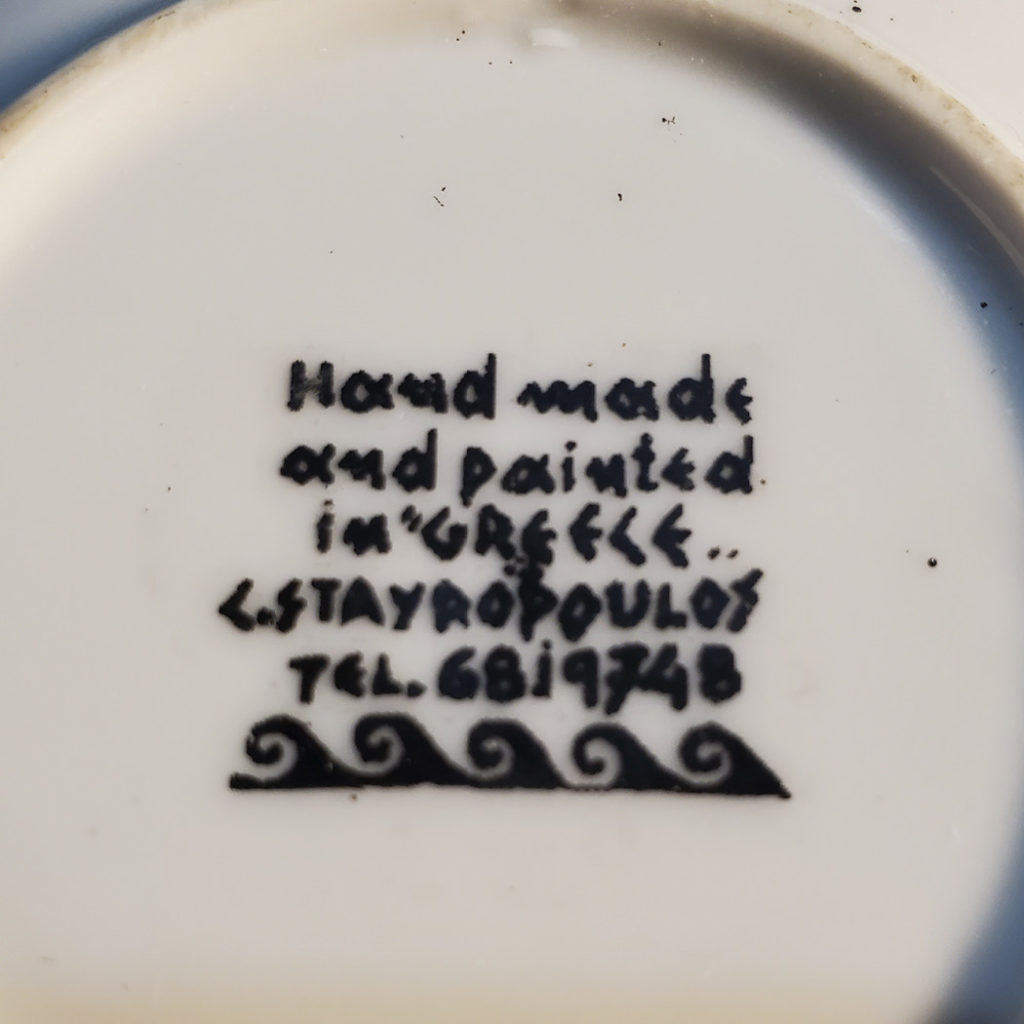 Hand made
and painted
in "GREECE"
C.STAYROPOULOS
TEL. 6819748